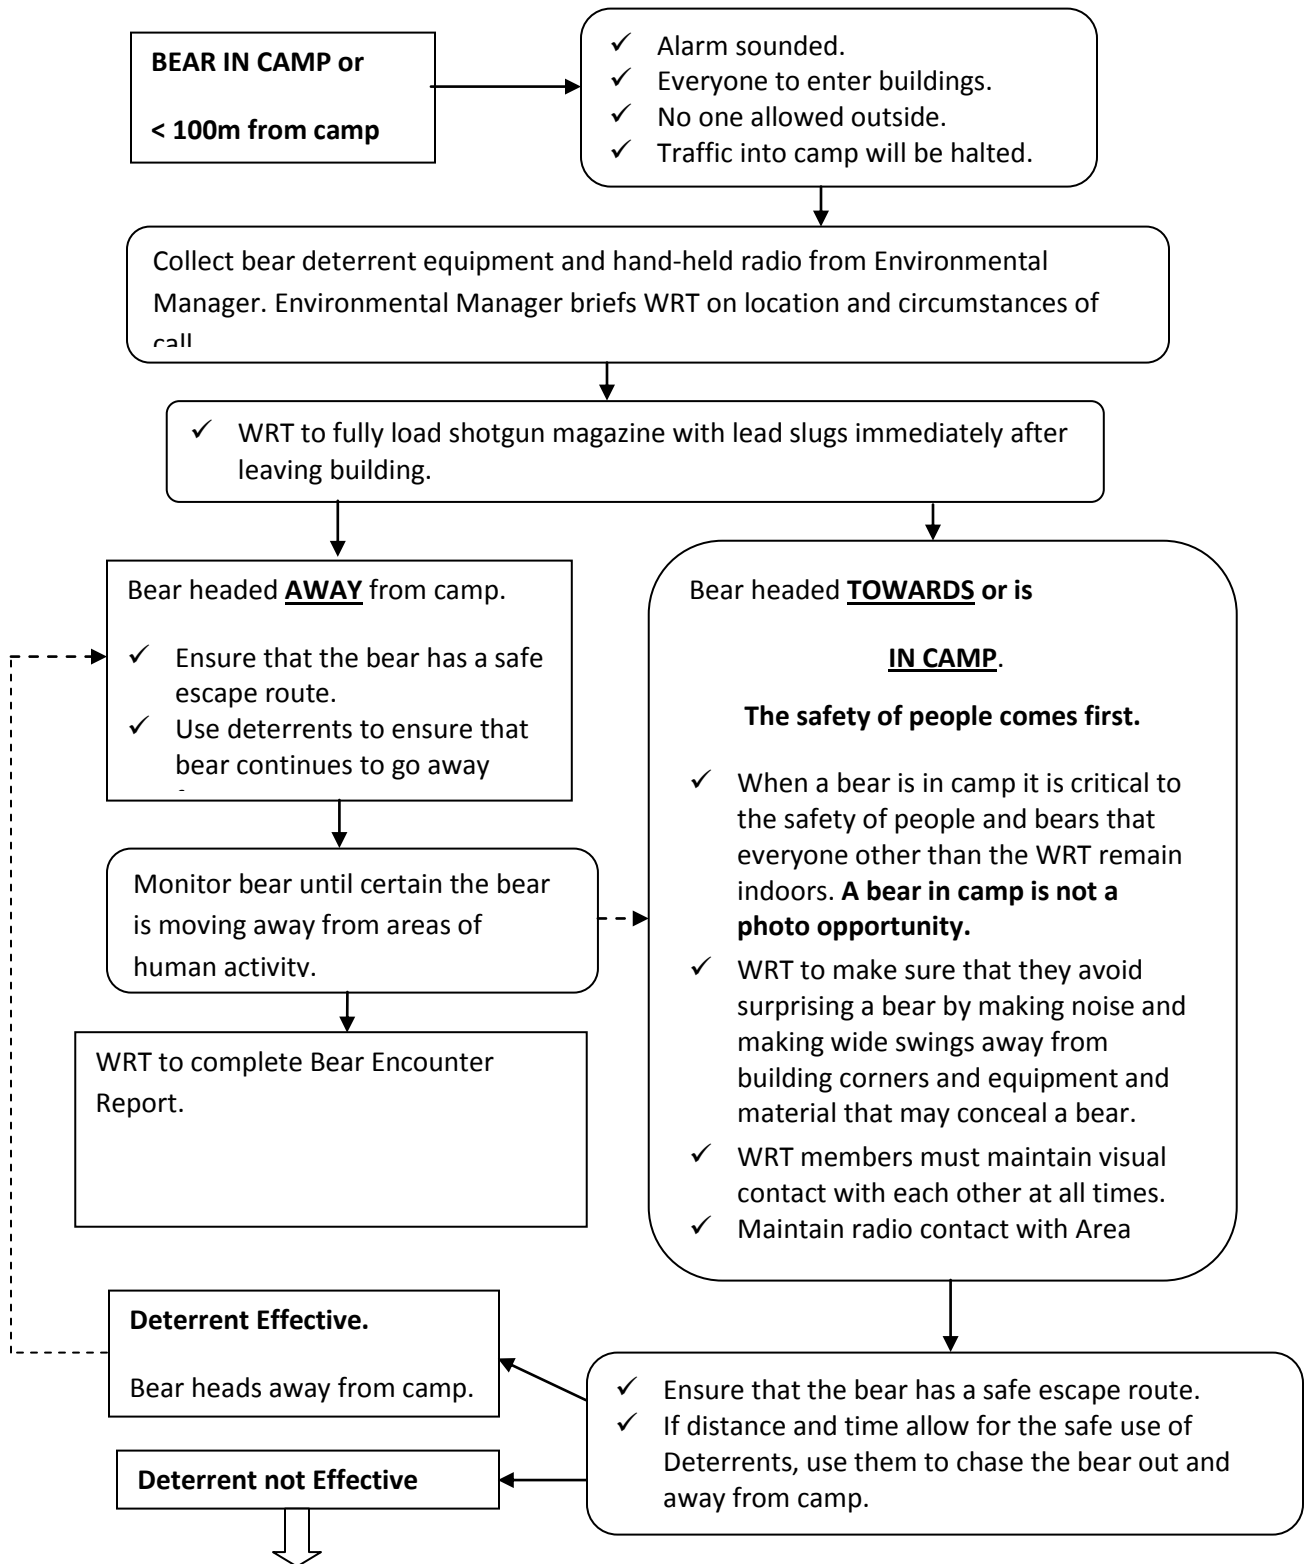 BEAR IN CAMP or
< 100m from camp
✓ Alarm sounded.
✓ Everyone to enter buildings.
✓ No one allowed outside.
✓ Traffic into camp will be halted.
Collect bear deterrent equipment and hand-held radio from Environmental
Manager. Environmental Manager briefs WRT on location and circumstances of
call
✓ WRT to fully load shotgun magazine with lead slugs immediately after
leaving building.
Bear headed AWAY from camp.
✓ Ensure that the bear has a safe
escape route.
✓ Use deterrents to ensure that
bear continues to go away
Monitor bear until certain the bear
is moving away from areas of
human activity.
WRT to complete Bear Encounter
Report.
Bear headed TOWARDS or is
IN CAMP.
The safety of people comes first.
✓ When a bear is in camp it is critical to
the safety of people and bears that
everyone other than the WRT remain
indoors. A bear in camp is not a
photo opportunity.
✓ WRT to make sure that they avoid
surprising a bear by making noise and
making wide swings away from
building corners and equipment and
material that may conceal a bear.
✓ WRT members must maintain visual
contact with each other at all times.
✓ Maintain radio contact with Area
✓ Ensure that the bear has a safe escape route.
✓ If distance and time allow for the safe use of
Deterrents, use them to chase the bear out and
away from camp.
Deterrent Effective.
Bear heads away from camp.
Deterrent not Effective